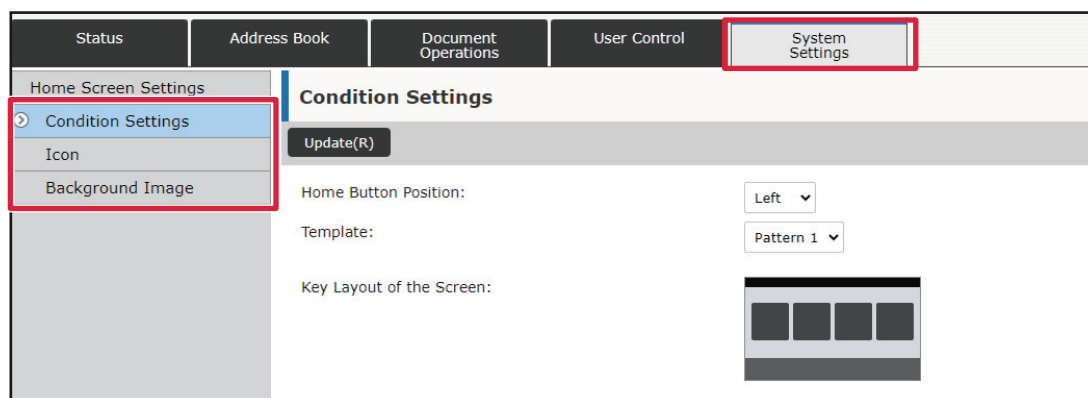 Status
Address Book
Document
Operations
User Control
System
Settings
Home Screen Settings
Condition Settings
Icon
Background Image
Condition Settings
Update(R)
Home Button Position:
Left
Template:
Pattern 1
Key Layout of the Screen: